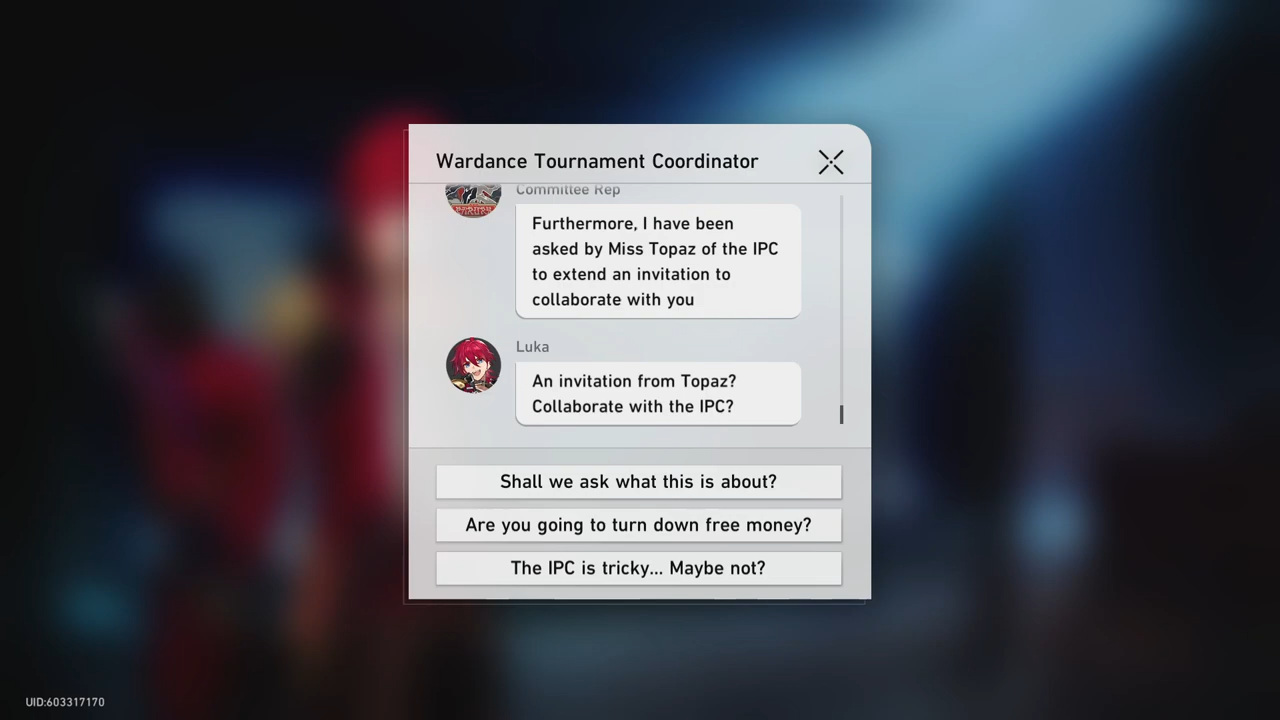 Wardance Tournament Coordinator
Committee Rep
Furthermore, I have been
asked by Miss Topaz of the IPC
to extend an invitation to
collaborate with you
Luka
An invitation from Topaz?
Collaborate with the IPC?
Shall we ask what this is about?
Are you going to turn down free money?
The IPC is tricky... Maybe not?
UID:603317170